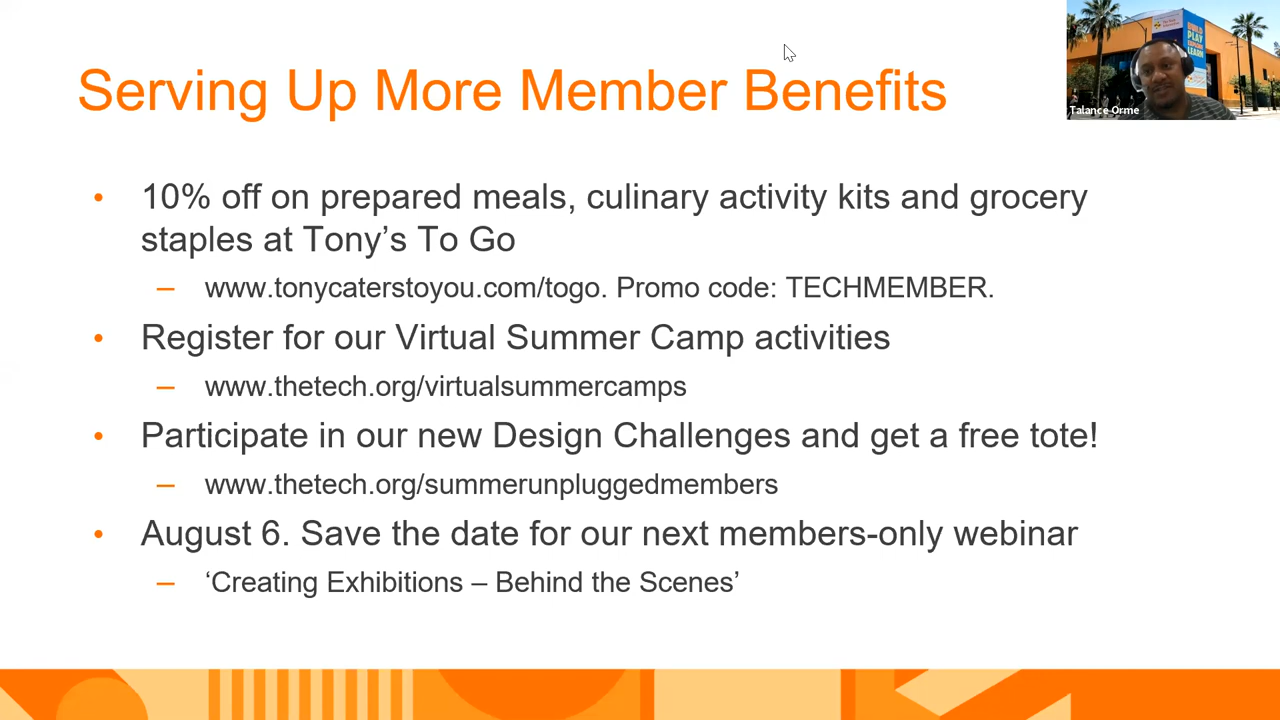 Serving Up More Member Benefits
Talance Orme
• 10% off on prepared meals, culinary activity kits and grocery
staples at Tony’s To Go
– www.tonycaterstoyou.com/togo. Promo code: TECHMEMBER.
• Register for our Virtual Summer Camp activities
– www.thetech.org/virtualsummercamps
• Participate in our new Design Challenges and get a free tote!
– www.thetech.org/summerunpluggedmembers
• August 6. Save the date for our next members-only webinar
– ‘Creating Exhibitions – Behind the Scenes’